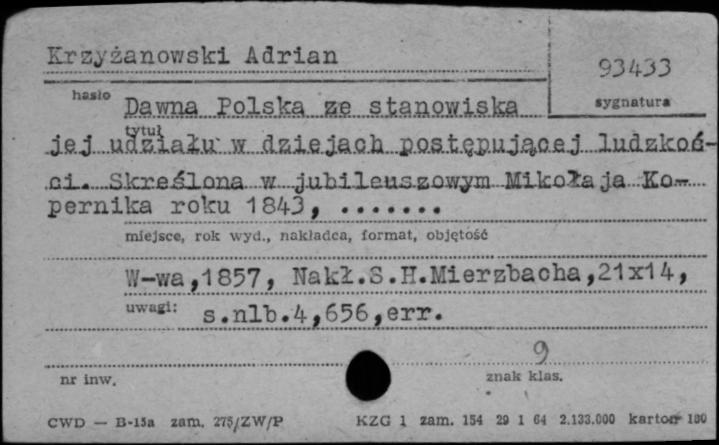 Krzyżanowski Adrian
93433
hasło
sygnatura
Dawna Polska ze stanowiska
tytuł
jej udziału w dziejach postępującej ludzkoś-
ci. Skreślona w jubileuszowym Mikołaja Ko-
pernika roku 1843, .......
miejsce, rok wyd., nakładca, format, objętość
W-wa,1857, Nakł.S.H.Mierzbacha,21x14,
uwagi: s.nlb.4,656,err.
9
nr inw.
znak klas.
CWD — B-15a zam. 275/ZW/P
KZG 1 zam. 154 29 1 64 2.133.000 karton 180